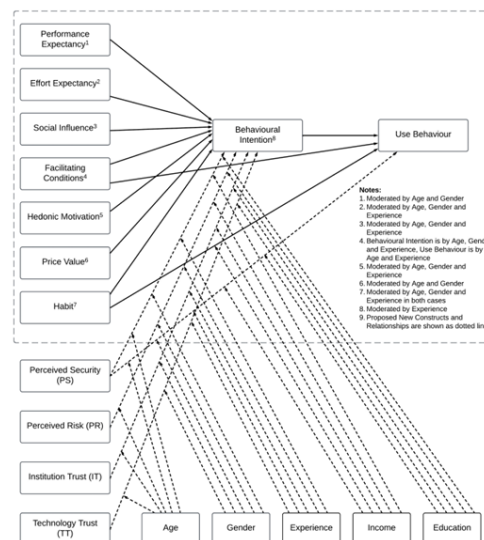 Performance
Expectancy1
Effort Expectancy2
Social Influence3
Facilitating
Conditions4
Hedonic Motivation5
Price Value6
Habit7
Behavioural
Intention8
Use Behaviour
Notes:
1. Moderated by Age and Gender
2. Moderated by Age, Gender and
Experience
3. Moderated by Age, Gender and
Experience
4. Behavioural Intention is by Age, Gend
and Experience, Use Behaviour is by
Age and Experience
5. Moderated by Age, Gender and
Experience
6. Moderated by Age and Gender
7. Moderated by Age, Gender and
Experience in both cases
8. Moderated by Experience
9. Proposed New Constructs and
Relationships are shown as dotted lin
Perceived Security
(PS)
Perceived Risk (PR)
Institution Trust (IT)
Technology Trust
(TT)
Age
Gender
Experience
Income
Education